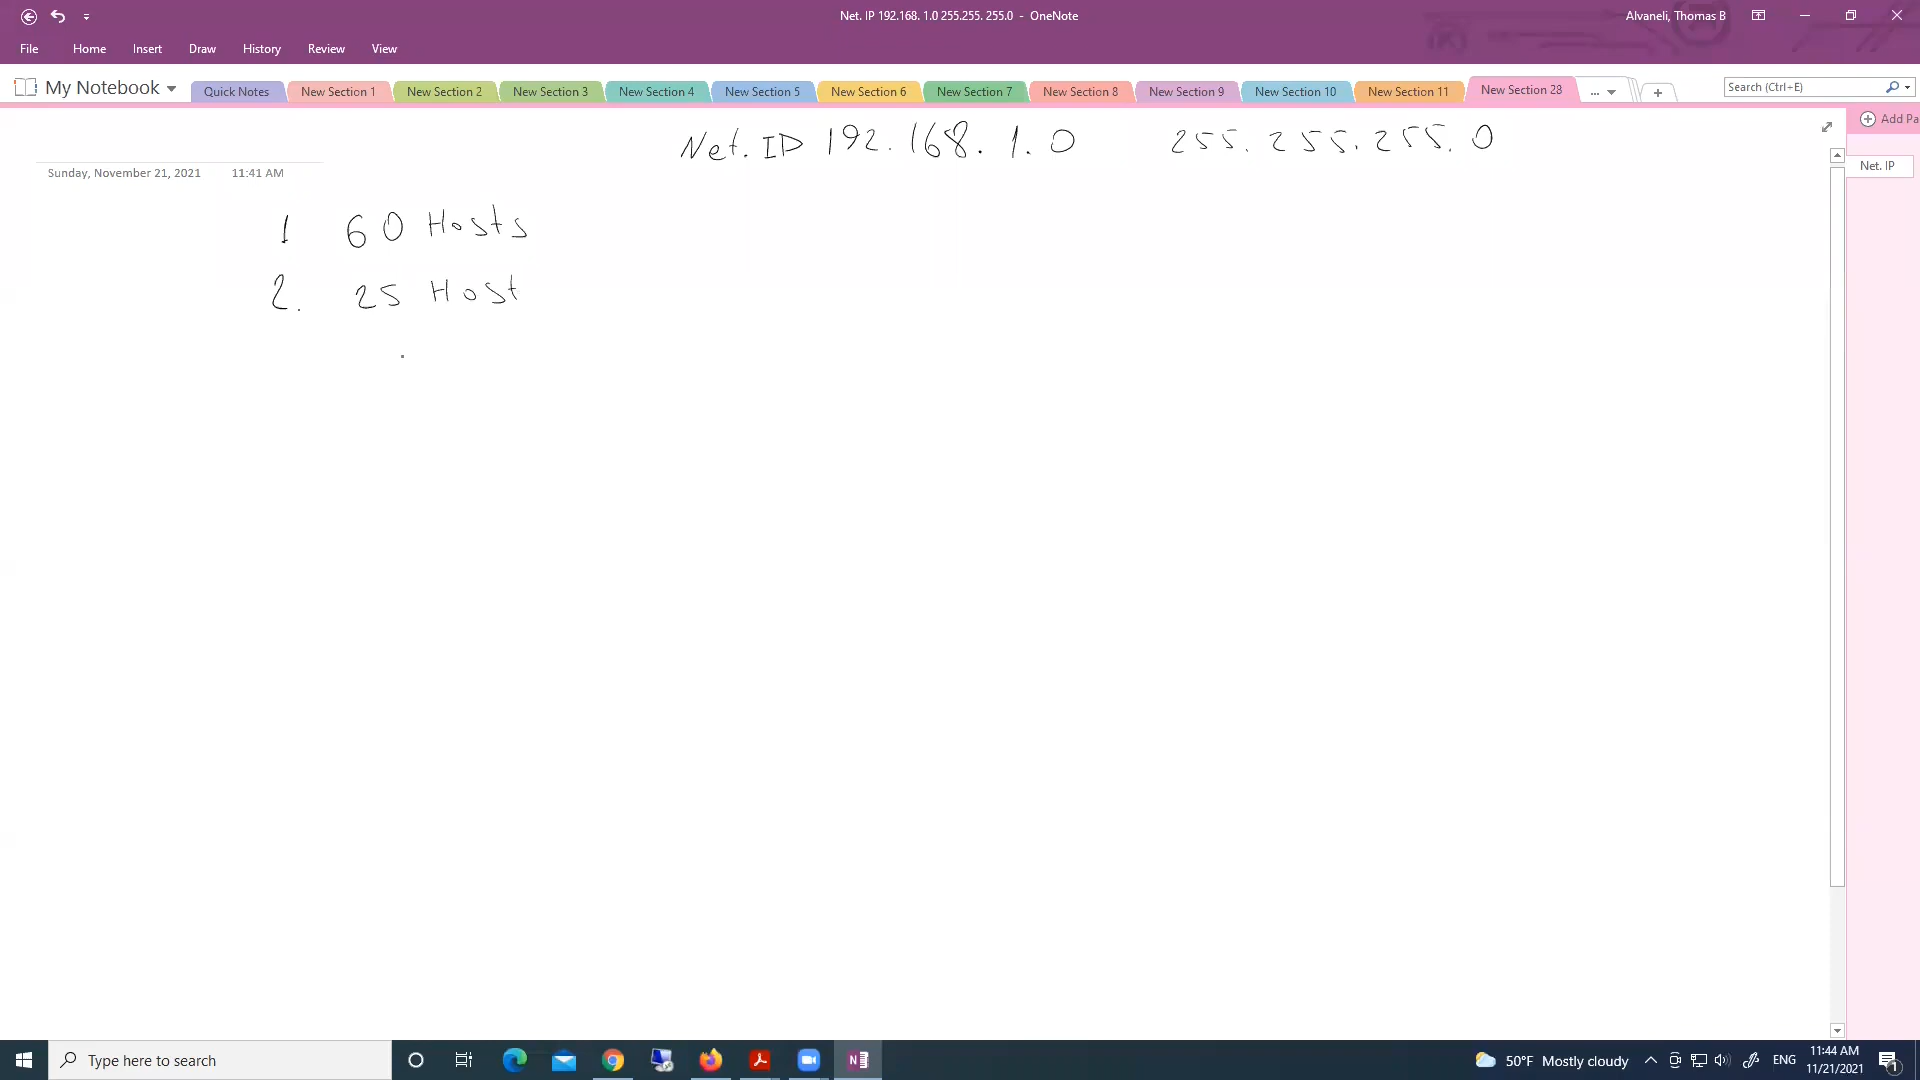 Net. IP 192.168. 1.0 255.255. 255.0 - OneNote
Alvaneli, Thomas B
File Home Insert Draw History Review View
My Notebook
Quick Notes New Section 1 New Section 2 New Section 3 New Section 4 New Section 5 New Section 6 New Section 7 New Section 8 New Section 9 New Section 10 New Section 11 New Section 28 ...
Search (Ctrl+E)
Add Pa
Net. IP
Net. ID 192.168.1.0 255.255.255.0
Sunday, November 21, 2021 11:41 AM
1 60 Hosts
2. 25 Host
Type here to search
N
50°F Mostly cloudy
ENG
11:44 AM
11/21/2021
1